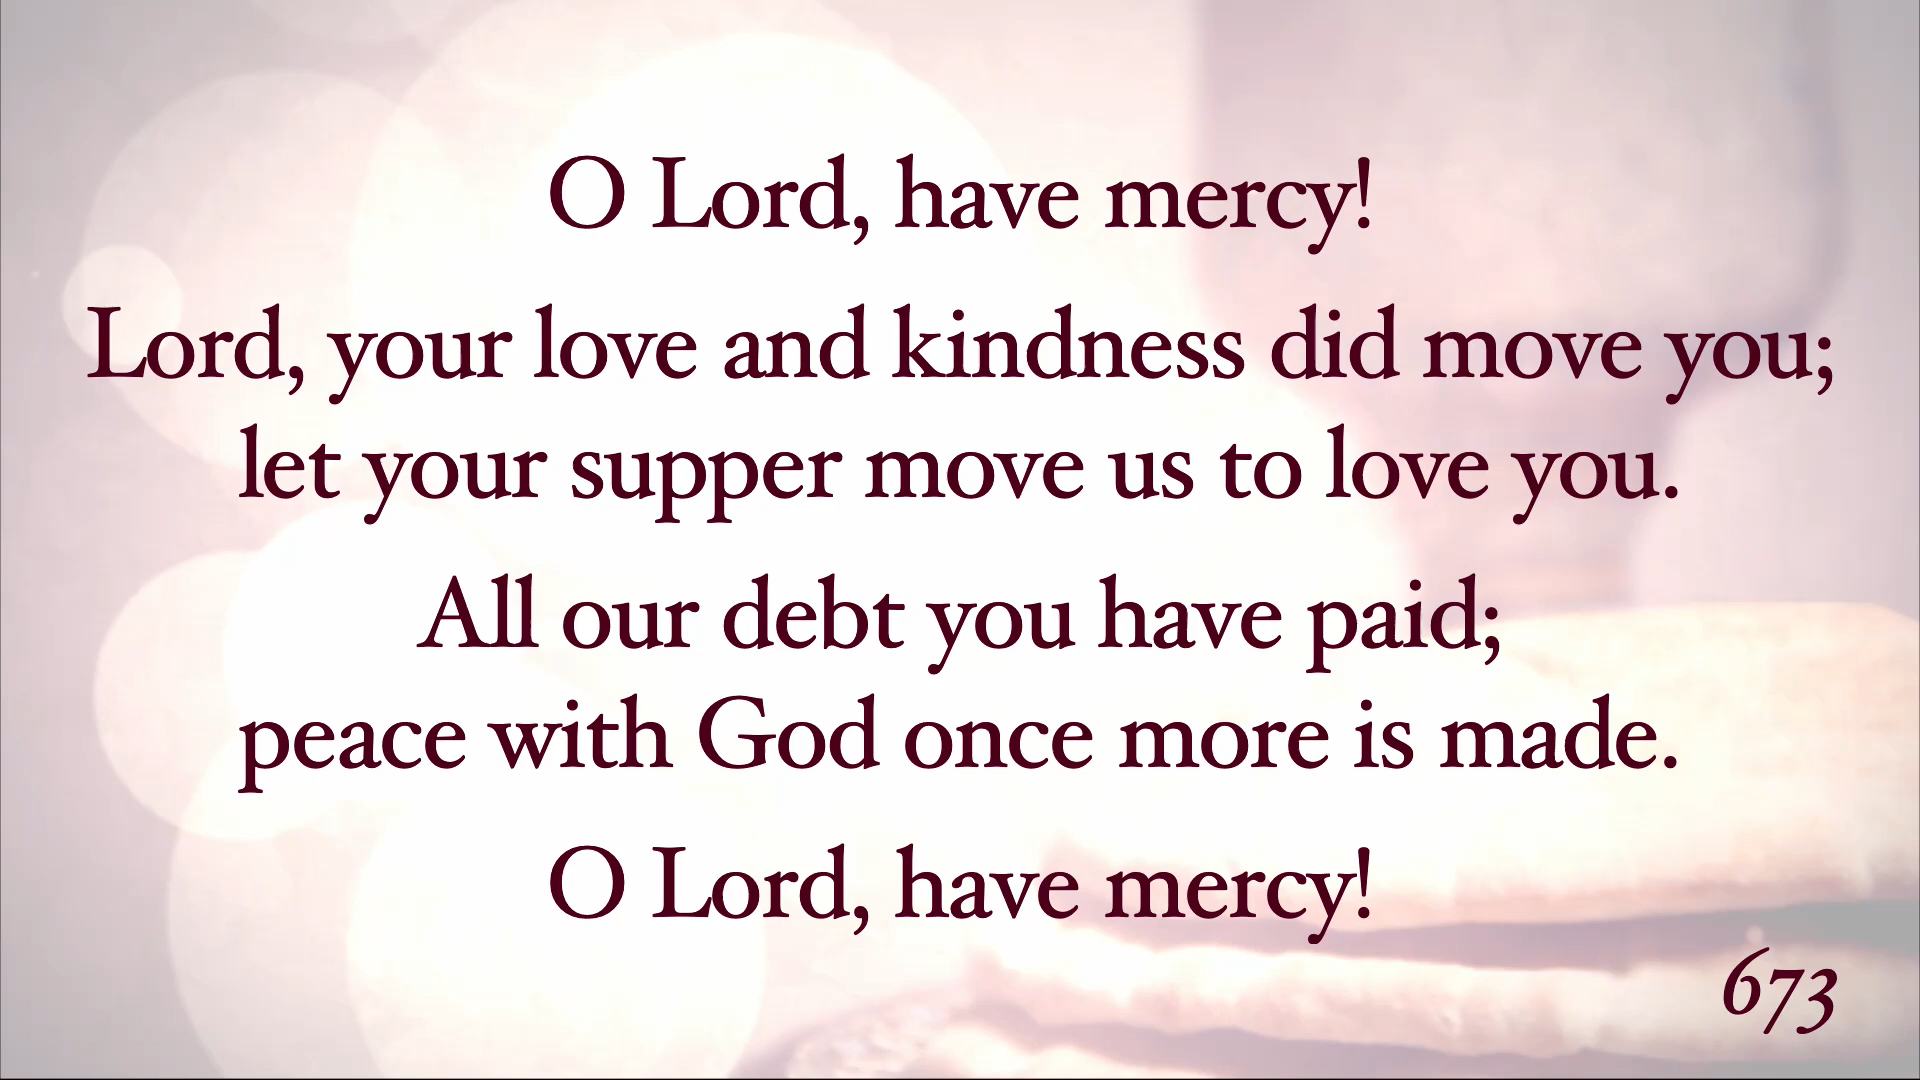 O Lord, have mercy!
Lord, your love and kindness did move you;
let your supper move us to love you.
All our debt you have paid;
peace with God once more is made.
O Lord, have mercy!
673